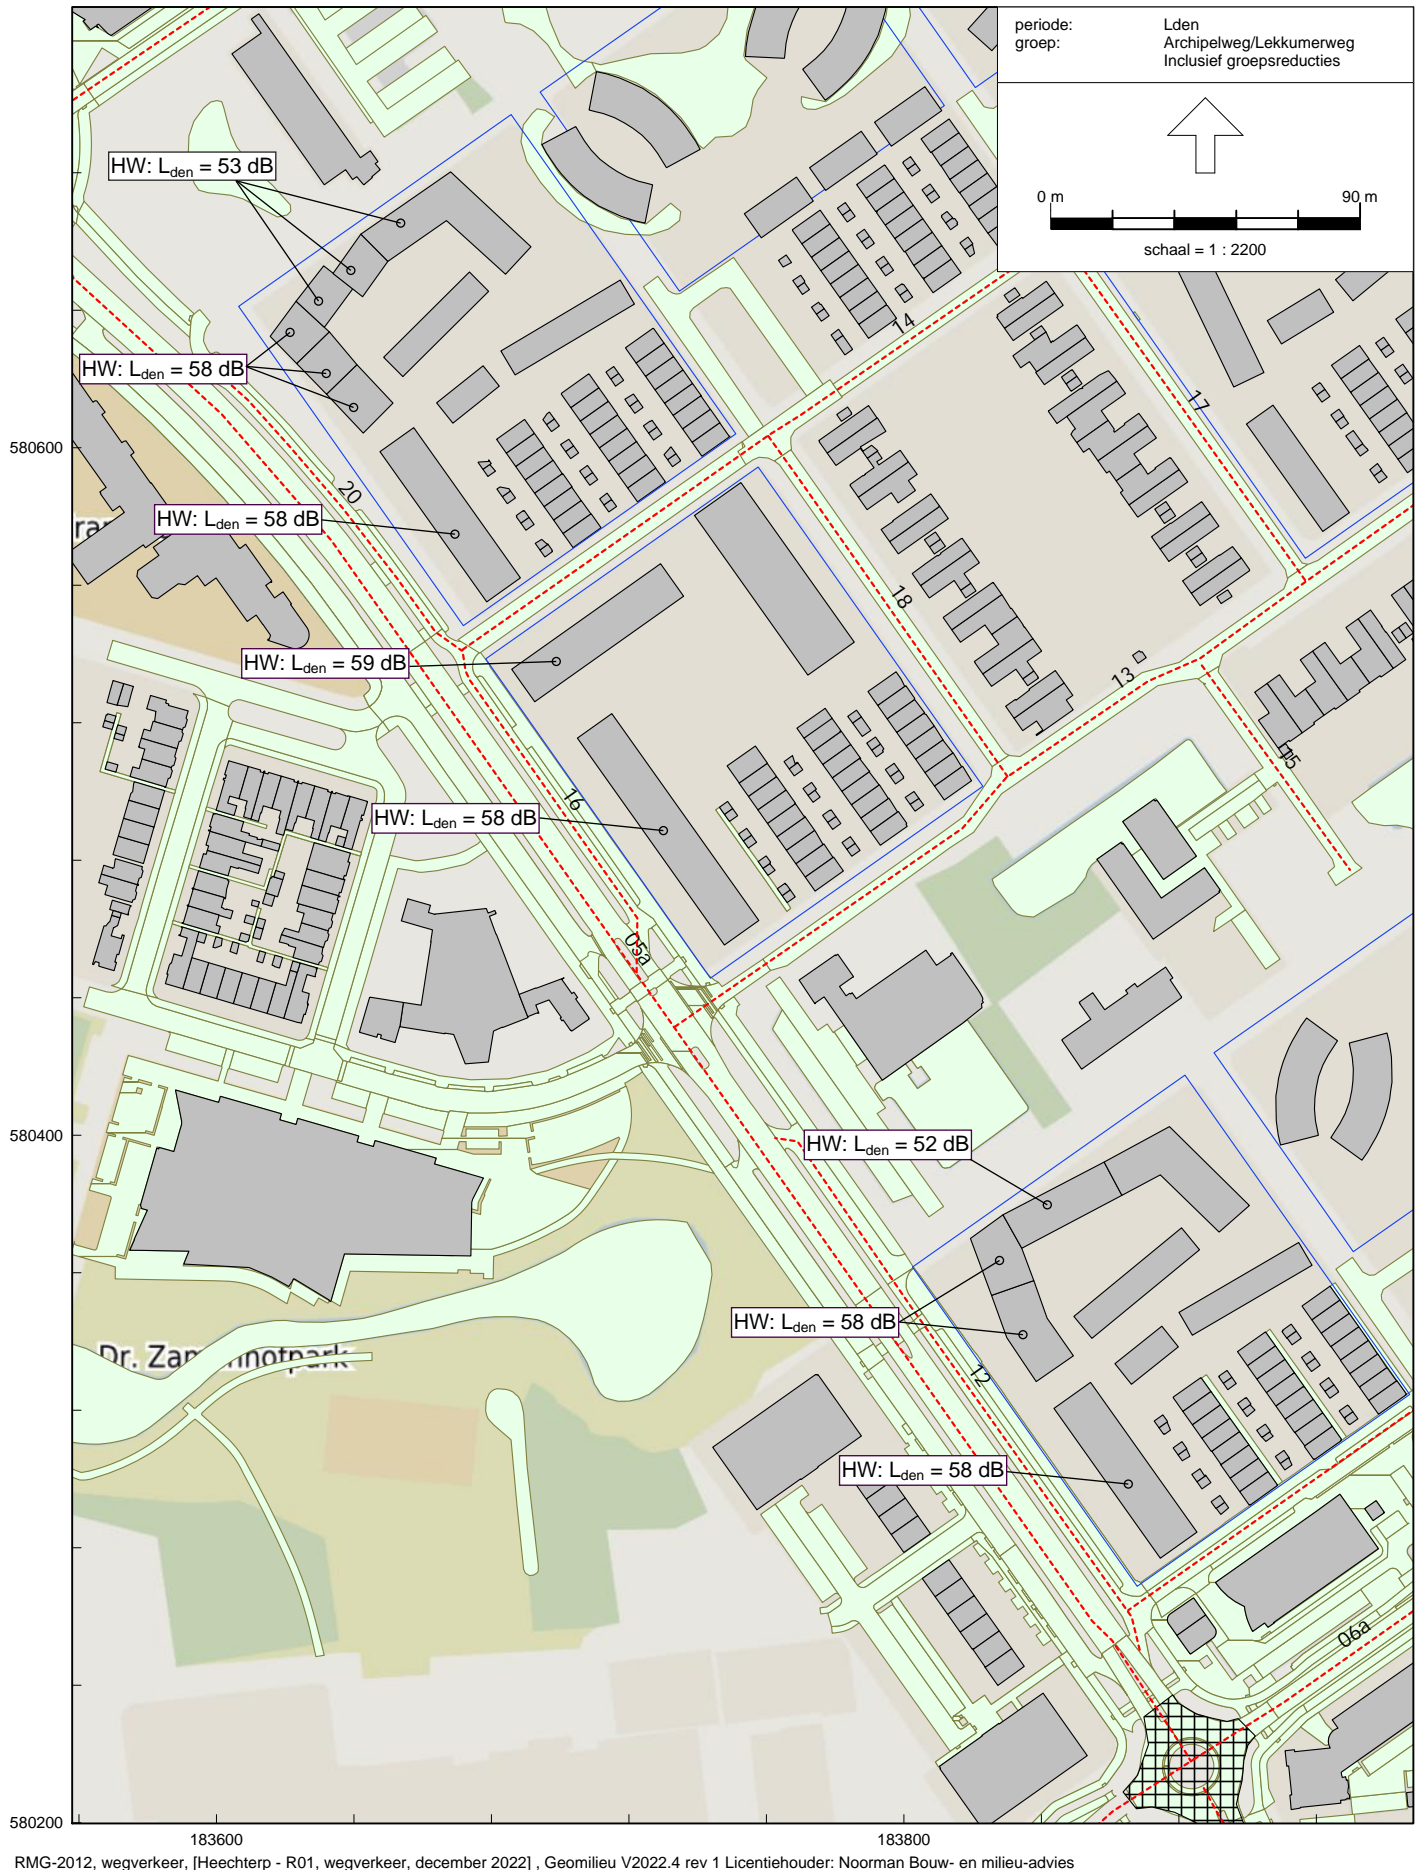 periode: Lden
groep: Archipelweg/Lekkumerweg
Inclusief groepsreducties
0 m 90 m
schaal = 1 : 2200
HW: Lden = 53 dB
14
HW: Lden = 58 dB
17
580600
20
HW: Lden = 58 dB
18
HW: Lden = 59 dB
13
15
16
HW: Lden = 58 dB
05a
580400
HW: Lden = 52 dB
HW: Lden = 58 dB
Dr. Zamenhofpark
12
HW: Lden = 58 dB
06a
580200
183600 183800
RMG-2012, wegverkeer, [Heechterp - R01, wegverkeer, december 2022] , Geomilieu V2022.4 rev 1 Licentiehouder: Noorman Bouw- en milieu-advies